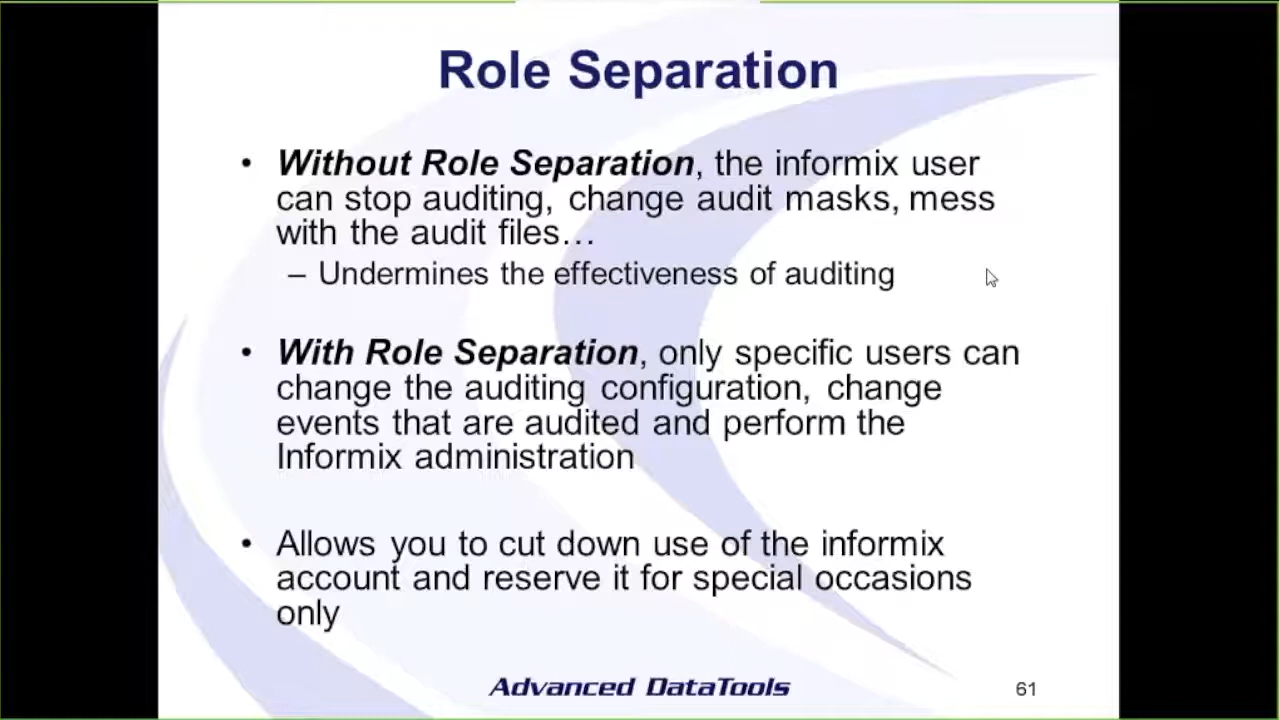 Role Separation
• Without Role Separation, the informix user
can stop auditing, change audit masks, mess
with the audit files…
– Undermines the effectiveness of auditing
• With Role Separation, only specific users can
change the auditing configuration, change
events that are audited and perform the
Informix administration
• Allows you to cut down use of the informix
account and reserve it for special occasions
only
Advanced DataTools
61